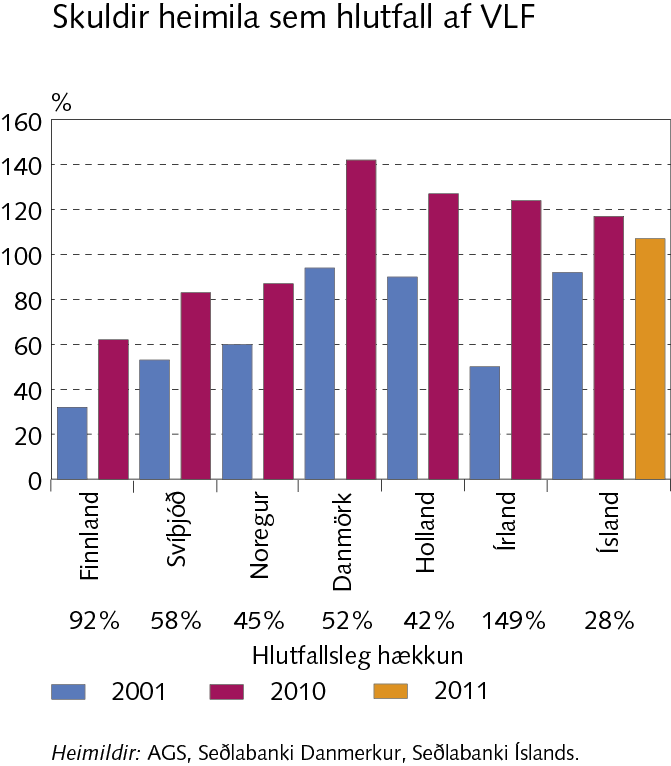 Skuldir heimila sem hlutfall af VLF
%
160
140
120
100
80
60
40
20
0
Finnland
Svíþjóð
Noregur
Danmörk
Holland
Írland
Ísland
92% 58% 45% 52% 42% 149% 28%
Hlutfallsleg hækkun
2001 2010 2011
Heimildir: AGS, Seðlabanki Danmerkur, Seðlabanki Íslands.